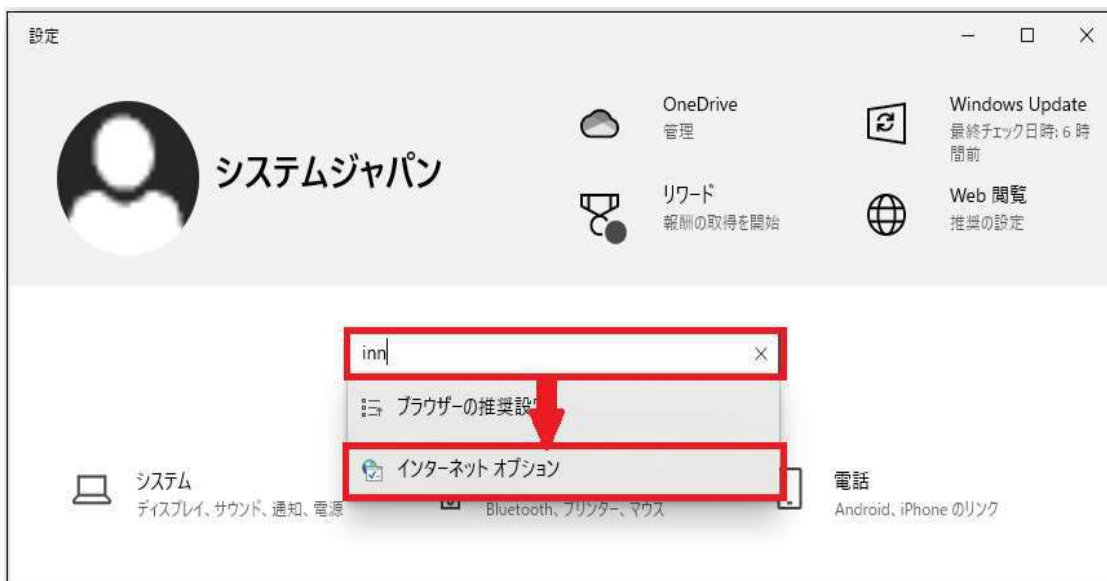 設定
システムジャパン
OneDrive
管理
Windows Update
最終チェック日時: 6 時
間前
リワード
報酬の取得を開始
Web 閲覧
推奨の設定
inn
ブラウザーの推奨設
インターネット オプション
システム
ディスプレイ、サウンド、通知、電源
Bluetooth、プリンター、マウス
電話
Android、iPhone のリンク